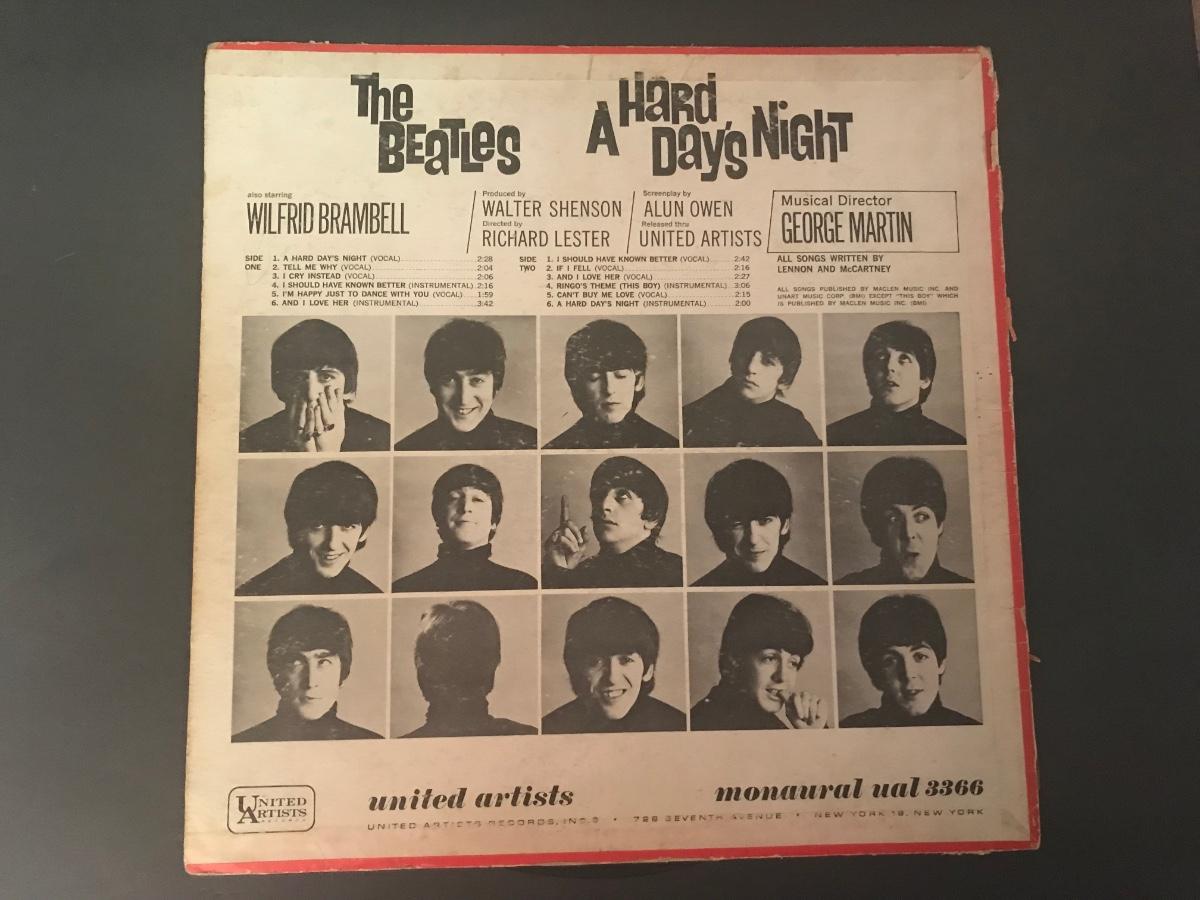 The
BEATLES
A HARD
DAY'S NIGHT
also starring
WILFRID BRAMBELL
Produced by
WALTER SHENSON
Directed by
RICHARD LESTER
Screenplay by
ALUN OWEN
Released thru
UNITED ARTISTS
Musical Director
GEORGE MARTIN
SIDE ONE
1. A HARD DAY'S NIGHT (VOCAL) 2:28
2. TELL ME WHY (VOCAL) 2:04
3. I CRY INSTEAD (VOCAL) 2:06
4. I SHOULD HAVE KNOWN BETTER (INSTRUMENTAL) 2:16
5. I'M HAPPY JUST TO DANCE WITH YOU (VOCAL) 1:59
6. AND I LOVE HER (INSTRUMENTAL) 3:42
SIDE TWO
1. I SHOULD HAVE KNOWN BETTER (VOCAL) 2:42
2. IF I FELL (VOCAL) 2:16
3. AND I LOVE HER (VOCAL) 2:27
4. RINGO'S THEME (THIS BOY) (INSTRUMENTAL) 3:06
5. CAN'T BUY ME LOVE (VOCAL) 2:15
6. A HARD DAY'S NIGHT (INSTRUMENTAL) 2:00
ALL SONGS WRITTEN BY
LENNON AND McCARTNEY
ALL SONGS PUBLISHED BY MACLEN MUSIC INC. AND
UNART MUSIC CORP. (BMI) EXCEPT "THIS BOY" WHICH
IS PUBLISHED BY MACLEN MUSIC INC. (BMI)
UNITED
ARTISTS
RECORDS
united artists
monaural ual 3366
UNITED ARTISTS RECORDS, INC. • 729 SEVENTH AVENUE • NEW YORK 19, NEW YORK